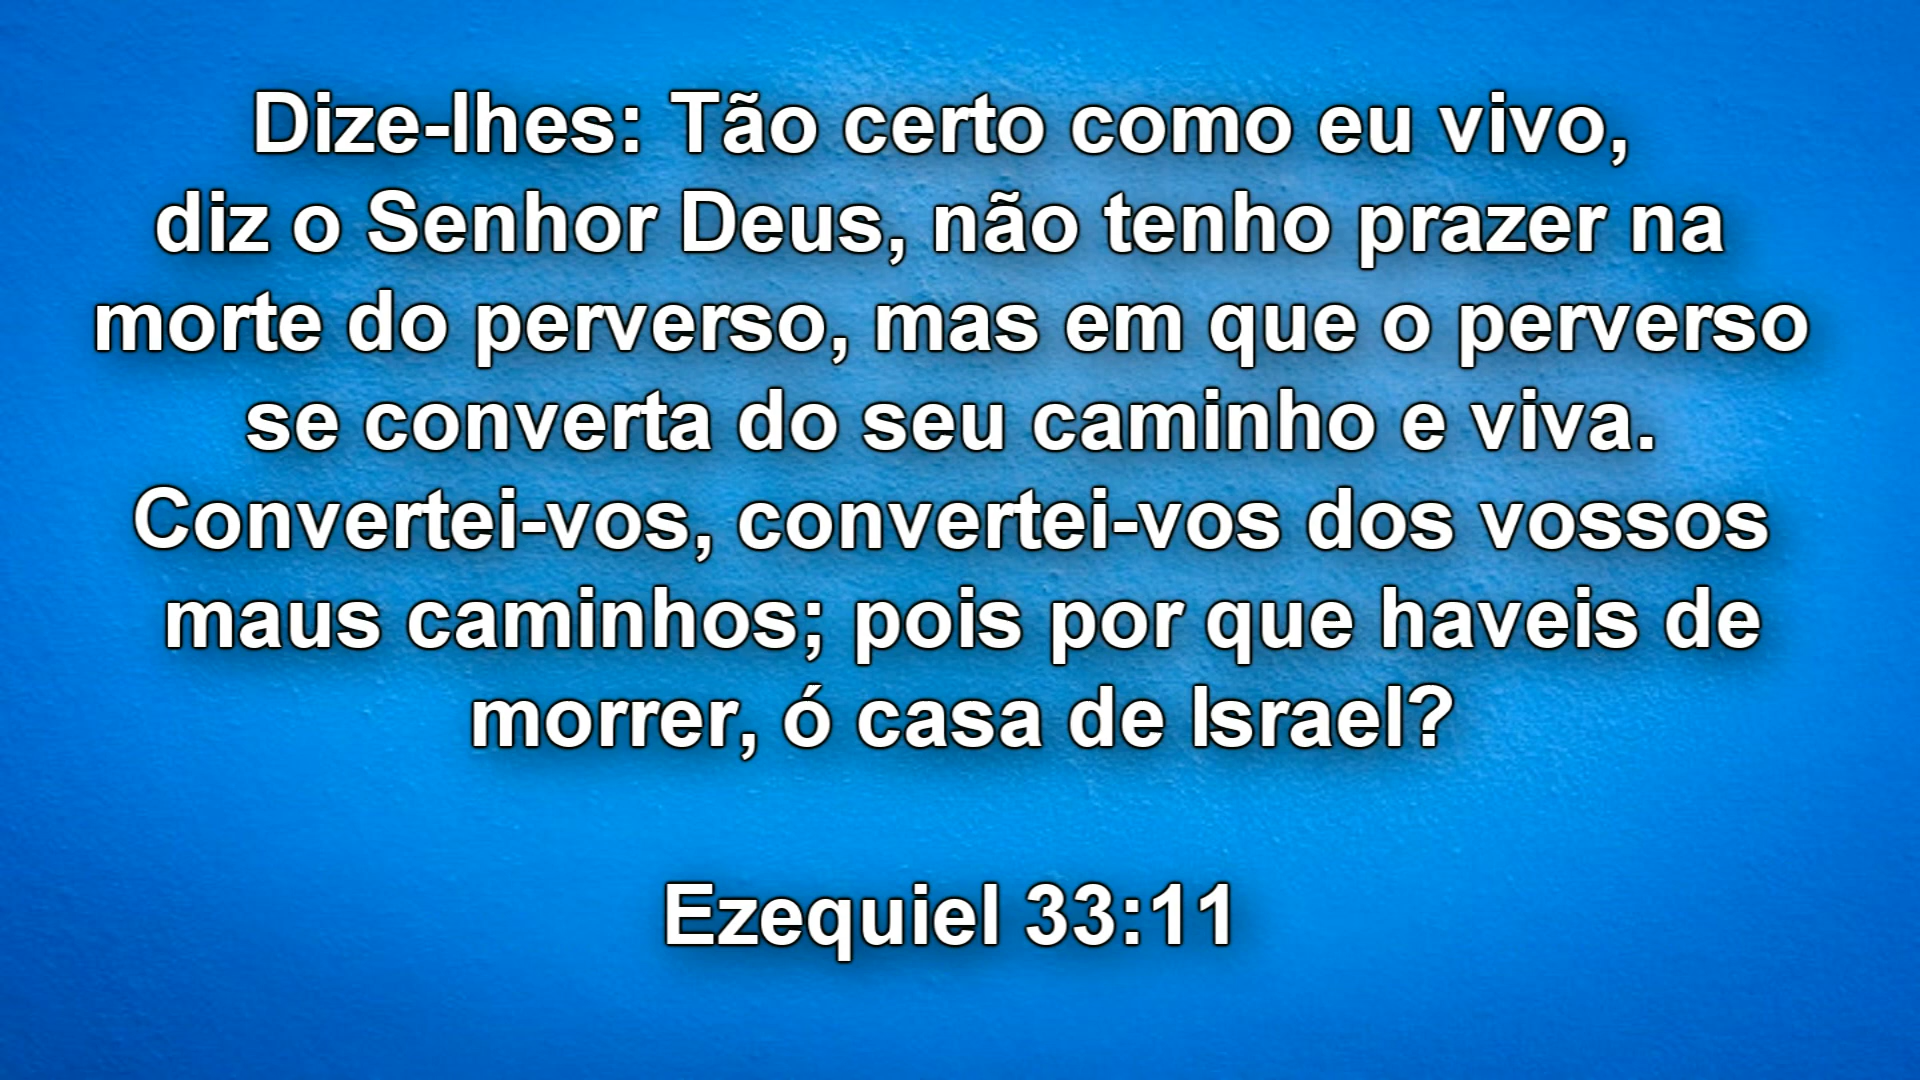 Dize-lhes: Tão certo como eu vivo,
diz o Senhor Deus, não tenho prazer na
morte do perverso, mas em que o perverso
se converta do seu caminho e viva.
Convertei-vos, convertei-vos dos vossos
maus caminhos; pois por que haveis de
morrer, ó casa de Israel?
Ezequiel 33:11